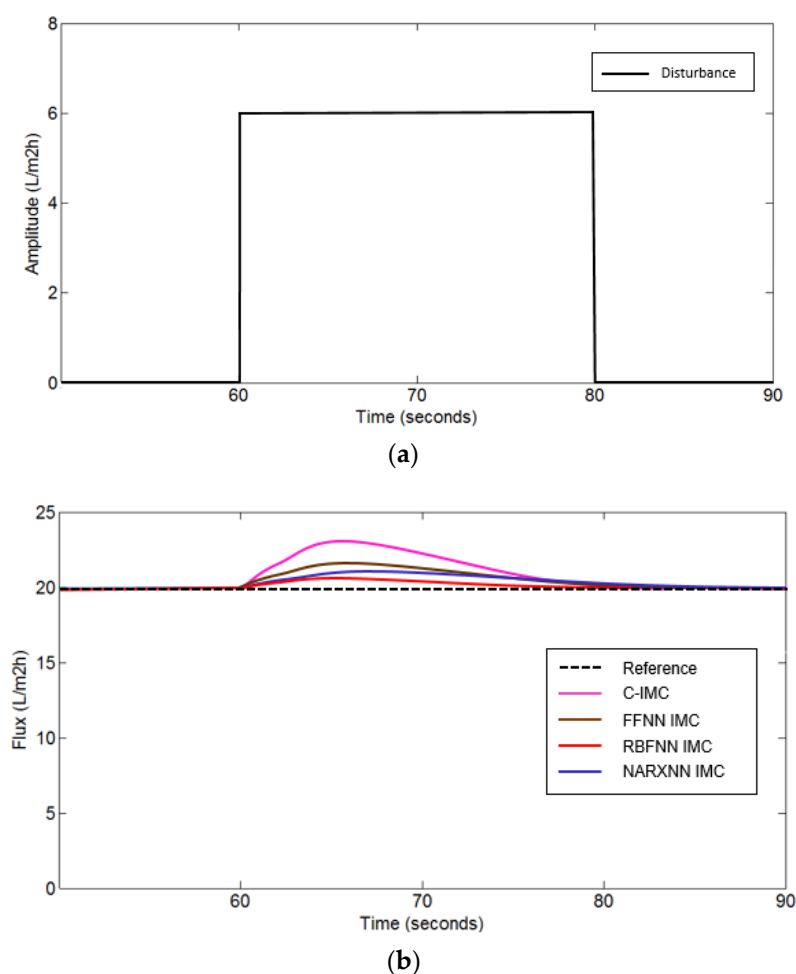 8
Disturbance
6
Amplitude (L/m2h)
4
2
0
60
70
80
90
Time (seconds)
(a)
25
20
15
Reference
C-IMC
FFNN IMC
RBFNN IMC
NARXNN IMC
Flux (L/m2h)
10
5
0
60
70
80
90
Time (seconds)
(b)